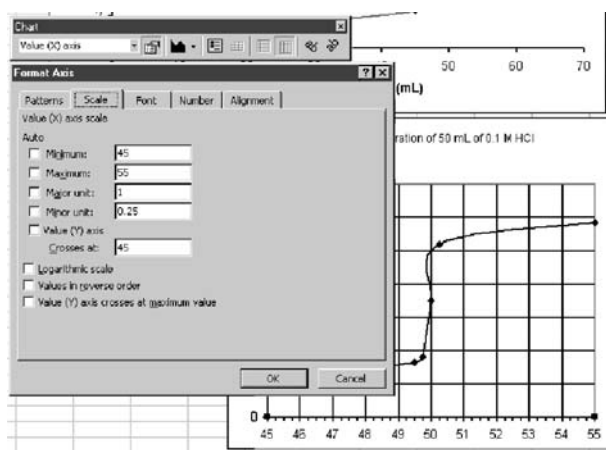 Chart
Value (X) axis
Format Axis
Patterns
Scale
Font
Number
Alignment
Value (X) axis scale
Auto
Minimum: 45
Maximum: 55
Major unit: 1
Minor unit: 0.25
Value (Y) axis
Crosses at: 45
Logarithmic scale
Values in reverse order
Value (Y) axis crosses at maximum value
OK
Cancel
50 60 70
(mL)
ration of 50 mL of 0.1 M HCl
0
45 46 47 48 49 50 51 52 53 54 55